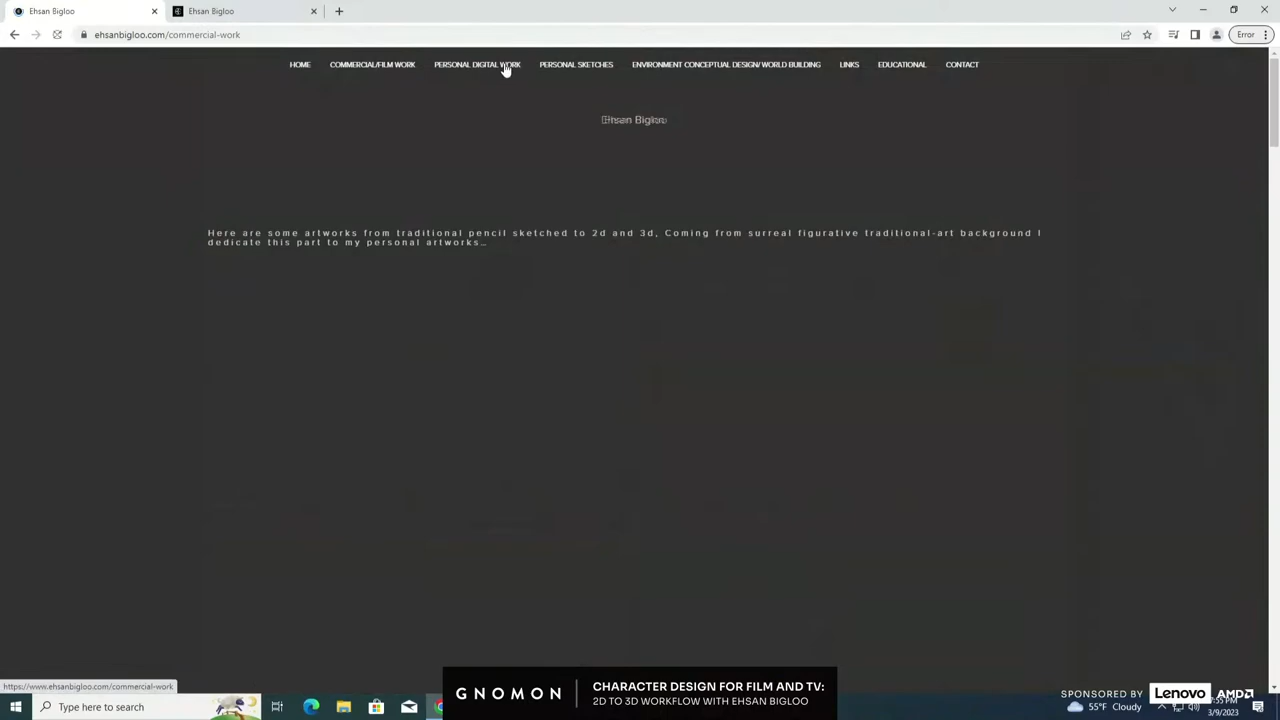 Ehsan Bigloo
Ehsan Bigloo
ehsanbigloo.com/commercial-work
Error
HOME COMMERCIAL/FILM WORK PERSONAL DIGITAL WORK PERSONAL SKETCHES ENVIRONMENT CONCEPTUAL DESIGN/ WORLD BUILDING LINKS EDUCATIONAL CONTACT
Ehsan Bigloo
Here are some artworks from traditional pencil sketched to 2d and 3d, Coming from surreal figurative traditional-art background I
dedicate this part to my personal artworks…
https://www.ehsanbigloo.com/commercial-work
GNOMON
CHARACTER DESIGN FOR FILM AND TV:
2D TO 3D WORKFLOW WITH EHSAN BIGLOO
SPONSORED BY Lenovo AMD
Type here to search
55°F Cloudy
3/9/2023